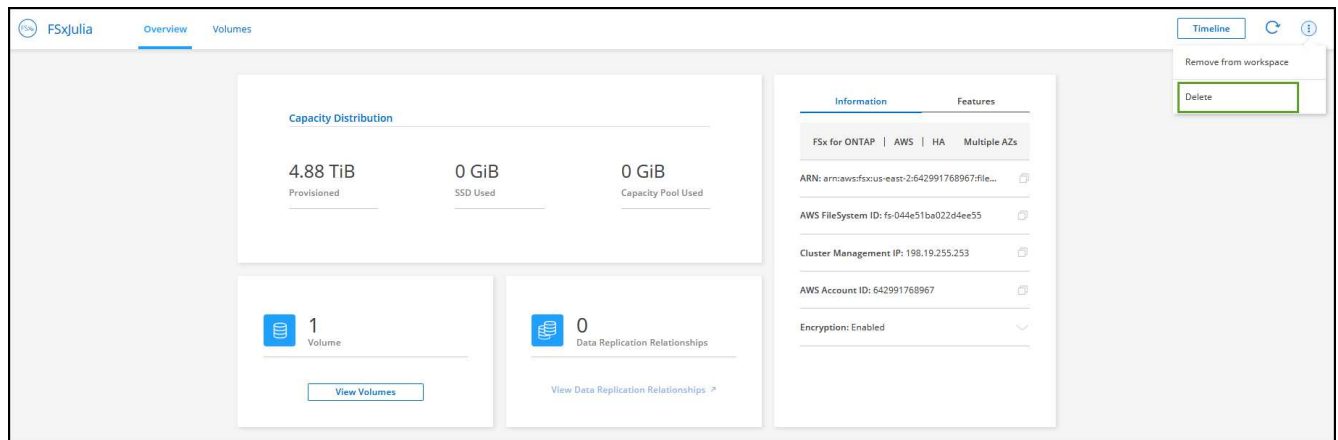 FSxN FSxJulia Overview Volumes Timeline
Remove from workspace
Delete
Capacity Distribution
4.88 TiB 0 GiB 0 GiB
Provisioned SSD Used Capacity Pool Used
1
Volume
View Volumes
0
Data Replication Relationships
View Data Replication Relationships
Information Features
FSx for ONTAP | AWS | HA Multiple AZs
ARN: arn:aws:fsx:us-east-2:642991768967:file...
AWS FileSystem ID: fs-044e51ba022d4ee55
Cluster Management IP: 198.19.255.253
AWS Account ID: 642991768967
Encryption: Enabled